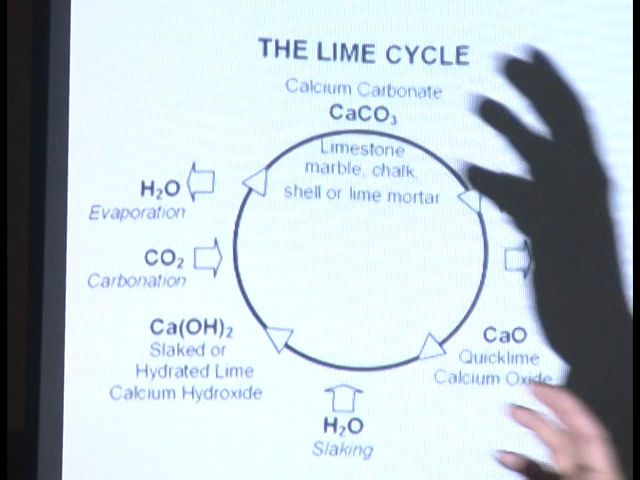 THE LIME CYCLE
Calcium Carbonate
CaCO₃
Limestone
marble, chalk,
shell or lime mortar
H₂O
Evaporation
CO₂
Carbonation
Ca(OH)₂
Slaked or
Hydrated Lime
Calcium Hydroxide
CaO
Quicklime
Calcium Oxide
H₂O
Slaking